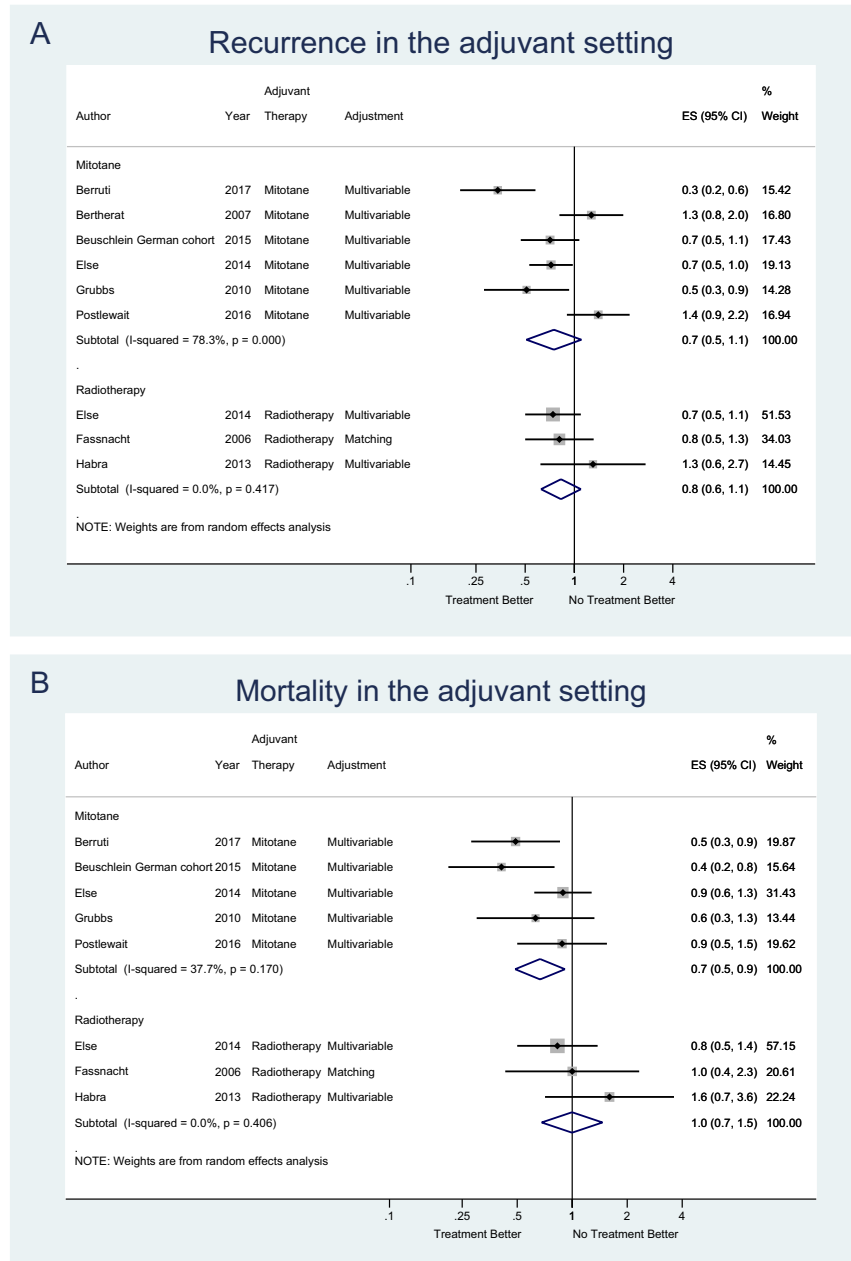 A
Recurrence in the adjuvant setting
Adjuvant %
Author Year Therapy Adjustment ES (95% CI) Weight
Mitotane
Berruti 2017 Mitotane Multivariable 0.3 (0.2, 0.6) 15.42
Bertherat 2007 Mitotane Multivariable 1.3 (0.8, 2.0) 16.80
Beuschlein German cohort 2015 Mitotane Multivariable 0.7 (0.5, 1.1) 17.43
Else 2014 Mitotane Multivariable 0.7 (0.5, 1.0) 19.13
Grubbs 2010 Mitotane Multivariable 0.5 (0.3, 0.9) 14.28
Postlewait 2016 Mitotane Multivariable 1.4 (0.9, 2.2) 16.94
Subtotal (I-squared = 78.3%, p = 0.000) 0.7 (0.5, 1.1) 100.00
.
Radiotherapy
Else 2014 Radiotherapy Multivariable 0.7 (0.5, 1.1) 51.53
Fassnacht 2006 Radiotherapy Matching 0.8 (0.5, 1.3) 34.03
Habra 2013 Radiotherapy Multivariable 1.3 (0.6, 2.7) 14.45
Subtotal (I-squared = 0.0%, p = 0.417) 0.8 (0.6, 1.1) 100.00
.
NOTE: Weights are from random effects analysis
.1 .25 .5 1 2 4
Treatment Better No Treatment Better
B
Mortality in the adjuvant setting
Adjuvant %
Author Year Therapy Adjustment ES (95% CI) Weight
Mitotane
Berruti 2017 Mitotane Multivariable 0.5 (0.3, 0.9) 19.87
Beuschlein German cohort 2015 Mitotane Multivariable 0.4 (0.2, 0.8) 15.64
Else 2014 Mitotane Multivariable 0.9 (0.6, 1.3) 31.43
Grubbs 2010 Mitotane Multivariable 0.6 (0.3, 1.3) 13.44
Postlewait 2016 Mitotane Multivariable 0.9 (0.5, 1.5) 19.62
Subtotal (I-squared = 37.7%, p = 0.170) 0.7 (0.5, 0.9) 100.00
.
Radiotherapy
Else 2014 Radiotherapy Multivariable 0.8 (0.5, 1.4) 57.15
Fassnacht 2006 Radiotherapy Matching 1.0 (0.4, 2.3) 20.61
Habra 2013 Radiotherapy Multivariable 1.6 (0.7, 3.6) 22.24
Subtotal (I-squared = 0.0%, p = 0.406) 1.0 (0.7, 1.5) 100.00
.
NOTE: Weights are from random effects analysis
.1 .25 .5 1 2 4
Treatment Better No Treatment Better